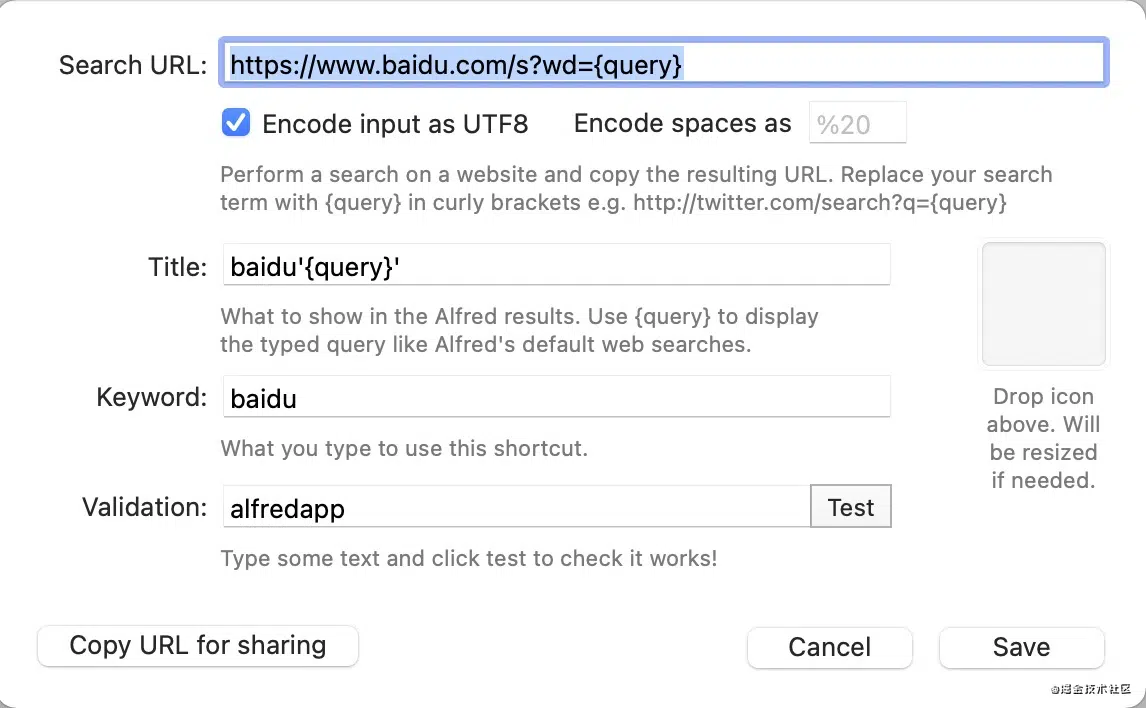 Search URL: https://www.baidu.com/s?wd={query}
Encode input as UTF8 Encode spaces as %20
Perform a search on a website and copy the resulting URL. Replace your search
term with {query} in curly brackets e.g. http://twitter.com/search?q={query}
Title: baidu'{query}'
What to show in the Alfred results. Use {query} to display
the typed query like Alfred's default web searches.
Keyword: baidu
What you type to use this shortcut.
Drop icon
above. Will
be resized
if needed.
Validation: alfredapp Test
Type some text and click test to check it works!
Copy URL for sharing Cancel Save
@掘金技术社区